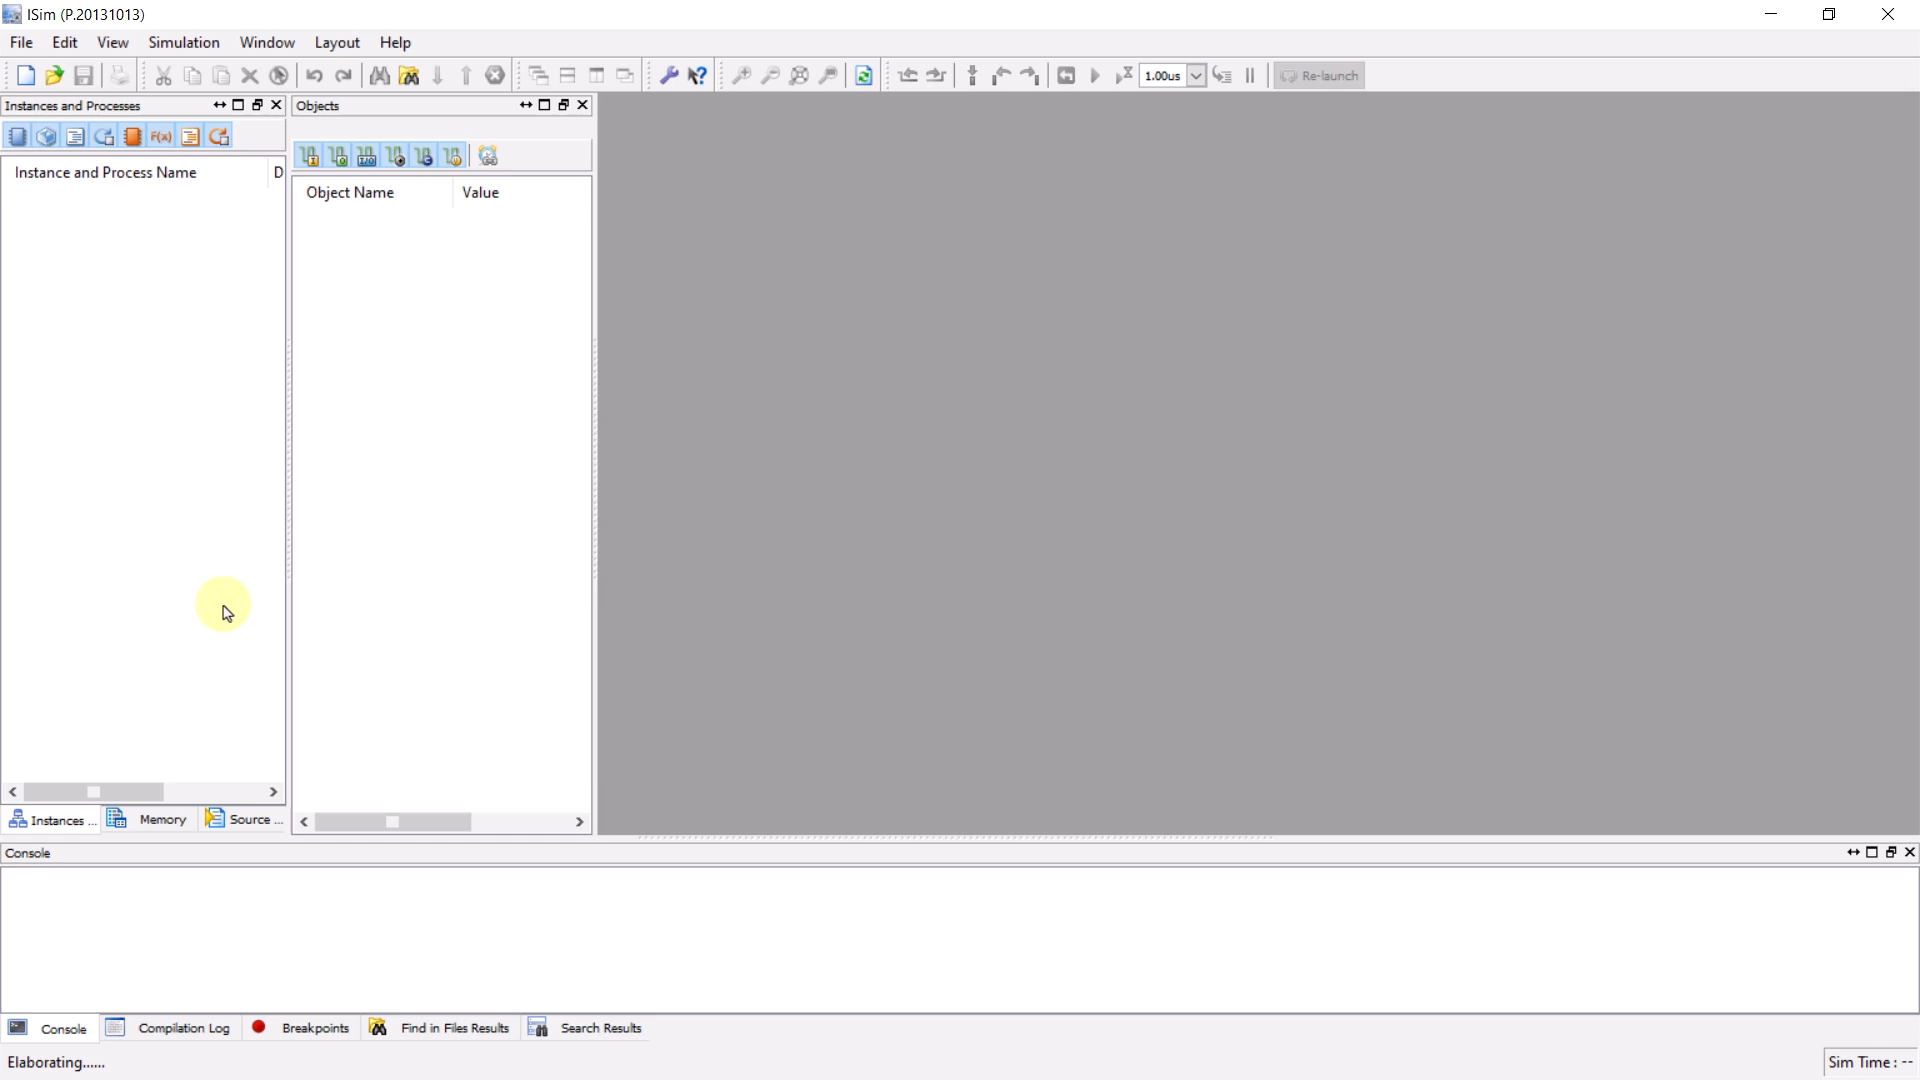 ISim (P.20131013)
File Edit View Simulation Window Layout Help
1.00us Re-launch
Instances and Processes
Objects
F(x)
Instance and Process Name D
Object Name Value
Instances ... Memory Source ...
Console
Console Compilation Log Breakpoints Find in Files Results Search Results
Elaborating......
Sim Time : --